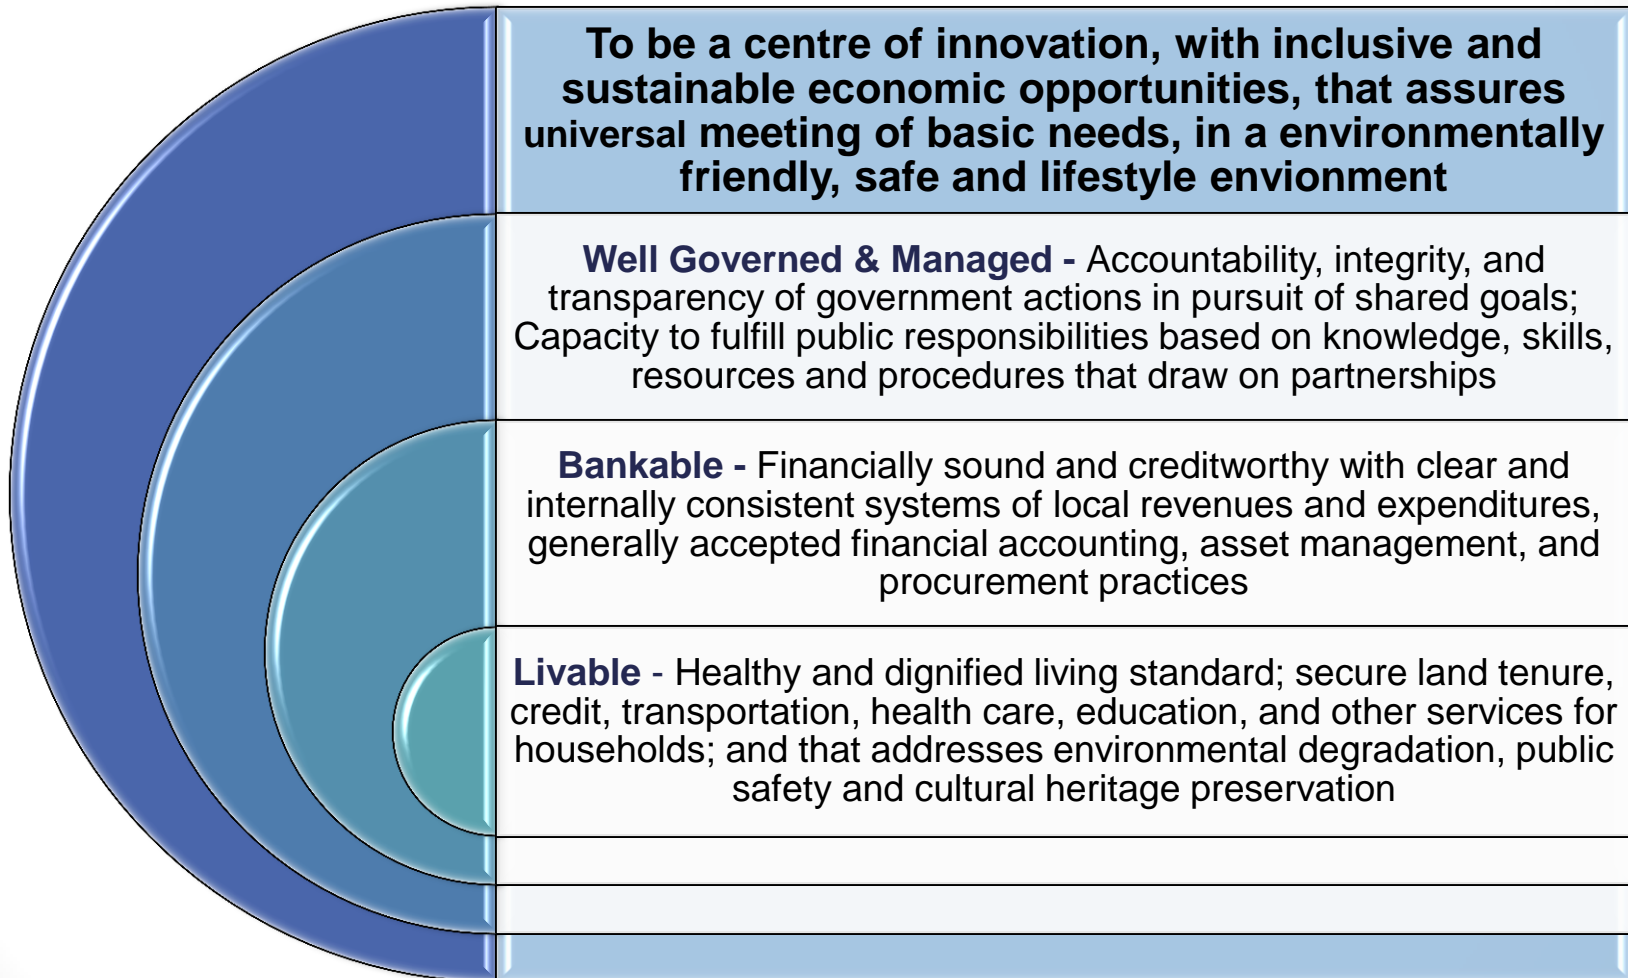 To be a centre of innovation, with inclusive and
sustainable economic opportunities, that assures
universal meeting of basic needs, in a environmentally
friendly, safe and lifestyle envionment
Well Governed & Managed - Accountability, integrity, and
transparency of government actions in pursuit of shared goals;
Capacity to fulfill public responsibilities based on knowledge, skills,
resources and procedures that draw on partnerships
Bankable - Financially sound and creditworthy with clear and
internally consistent systems of local revenues and expenditures,
generally accepted financial accounting, asset management, and
procurement practices
Livable - Healthy and dignified living standard; secure land tenure,
credit, transportation, health care, education, and other services for
households; and that addresses environmental degradation, public
safety and cultural heritage preservation